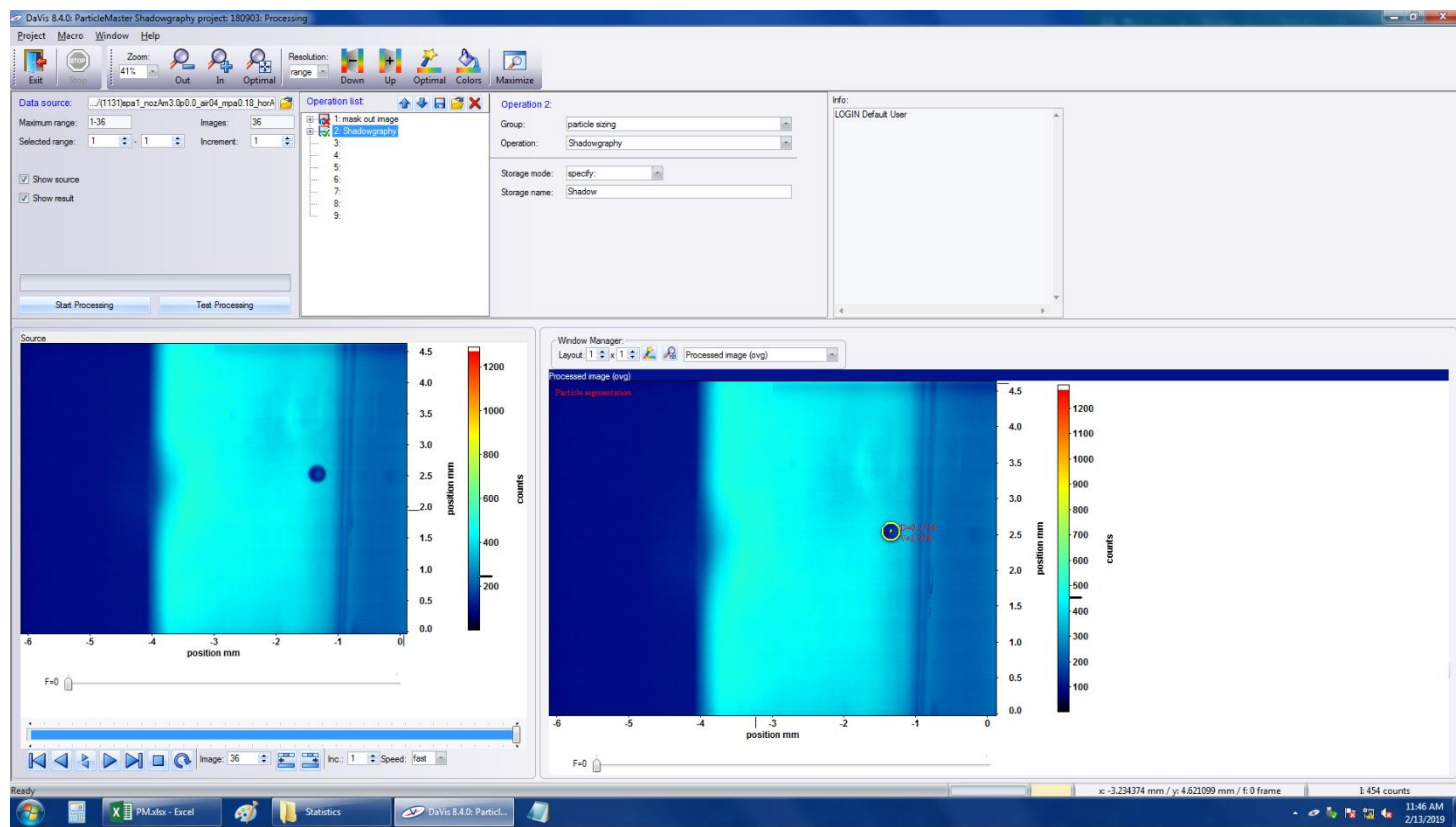 DaVis 8.4.0: ParticleMaster Shadowgraphy project: 180903: Processing
Project Macro Window Help
Zoom:
41%
Resolution:
range
Exit Stop Out In Optimal Down Up Optimal Colors Maximize
Data source: .../(1131)spa1_nozAm3.0p0.0_air04_mpa0.18_horA
Maximum range: 1-36 Images: 36
Selected range: 1 - 1 Increment: 1
Show source
Show result
Start Processing Test Processing
Operation list:
1: mask out image
2: Shadowgraphy
3:
4:
5:
6:
7:
8:
9:
Operation 2:
Group: particle sizing
Operation: Shadowgraphy
Storage mode: specify:
Storage name: Shadow
Info:
LOGIN Default User
Source
4.5
4.0
3.5
3.0
2.5
2.0
1.5
1.0
0.5
0.0
position mm
1200
1000
800
600
400
200
counts
-6 -5 -4 -3 -2 -1 0
position mm
F=0
Image: 36 Inc.: 1 Speed: fast
Window Manager:
Layout: 1 x 1 Processed image (ovg)
Processed image (ovg)
Particle segmentation
4.5
4.0
3.5
3.0
2.5
2.0
1.5
1.0
0.5
0.0
position mm
1200
1100
1000
900
800
700
600
500
400
300
200
100
counts
-6 -5 -4 -3 -2 -1 0
position mm
F=0
Ready
x: -3.234374 mm / y: 4.621099 mm / f: 0 frame
I: 454 counts
PM.xlsx - Excel Statistics DaVis 8.4.0: Particl...
11:46 AM
2/13/2019